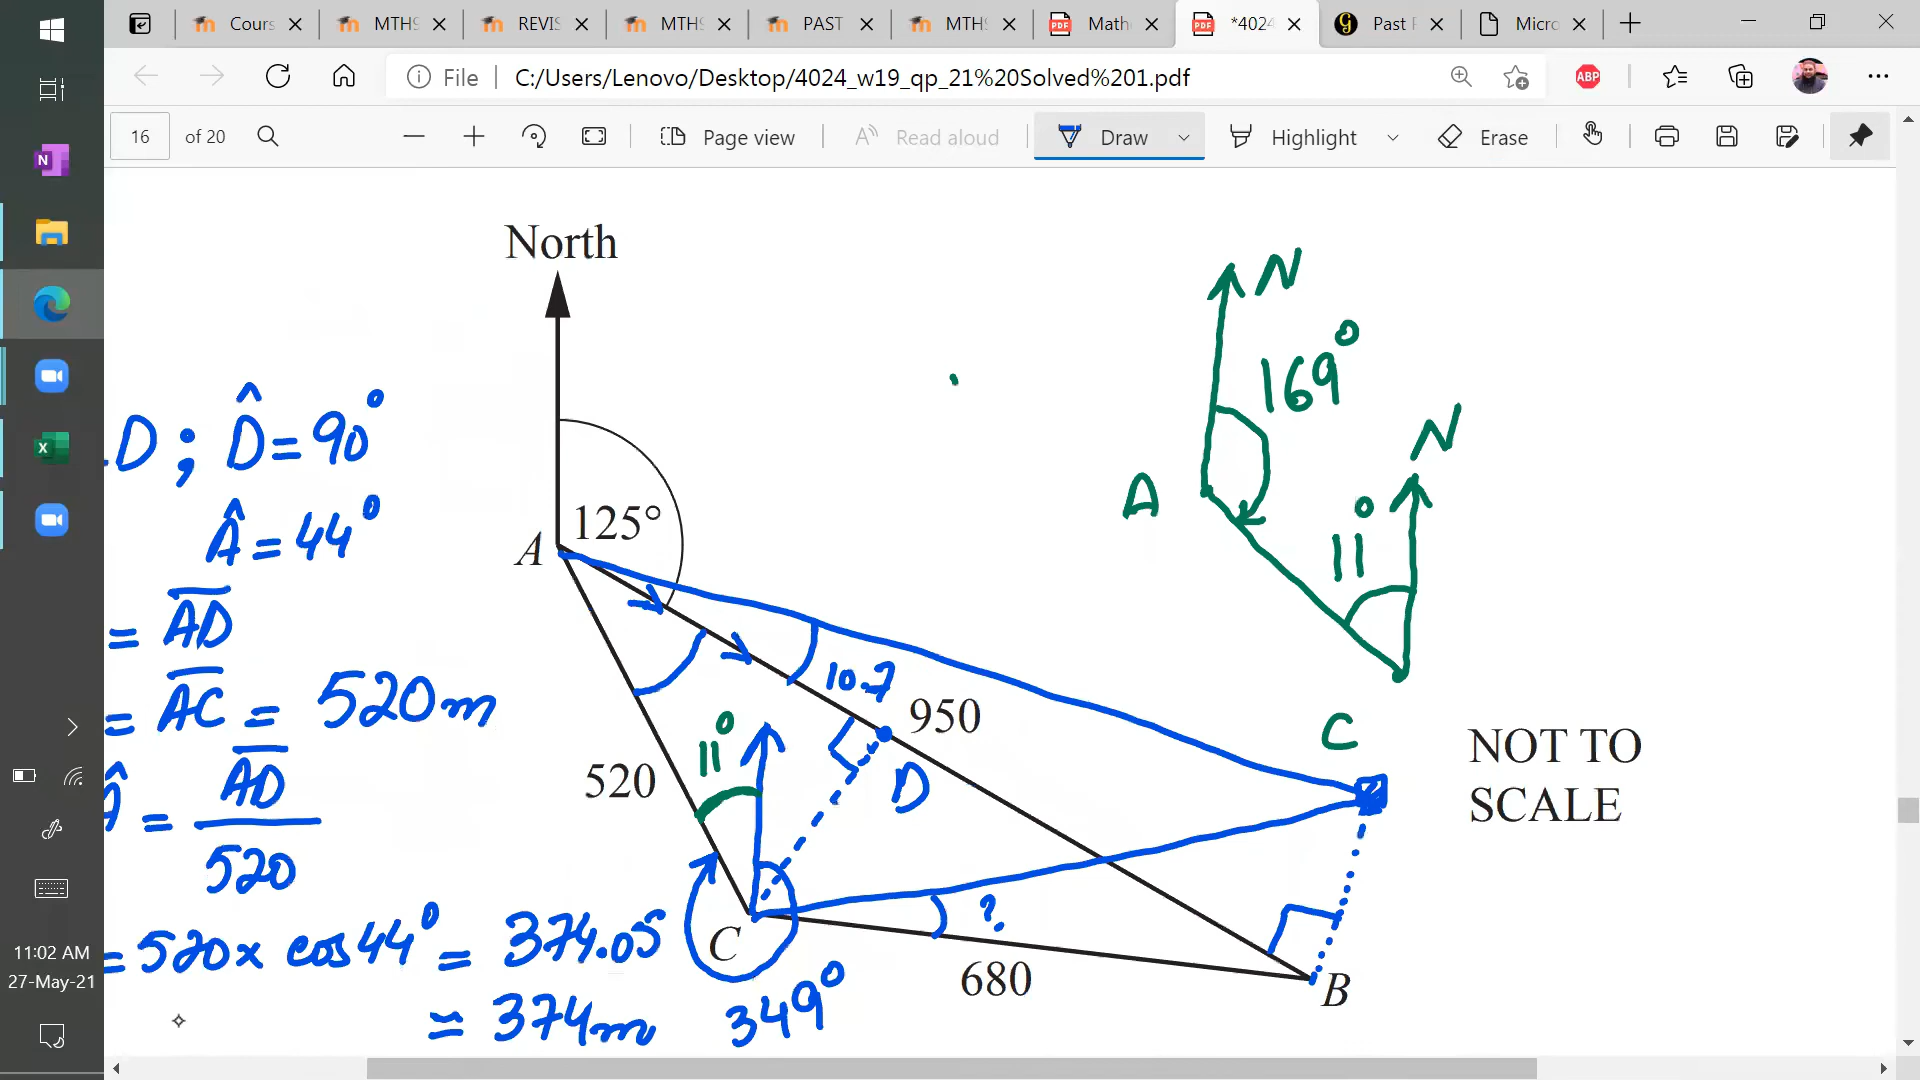 Cours
MTHS
REVIS
MTHS
PAST
MTHS
Math
*4024
Past P
Micro
File
C:/Users/Lenovo/Desktop/4024_w19_qp_21%20Solved%201.pdf
ABP
16 of 20
Page view
Read aloud
Draw
Highlight
Erase
North
N
169°
N
.D ; D̂ = 90°
125°
A
A
11°
Â = 44°
= AD
= AC = 520m
10.7
950
11°
C
D
NOT TO
SCALE
520
Â = AD/520
?
= 520 x cos 44° = 374.05
C
680
B
≈ 374m
349°
11:02 AM
27-May-21